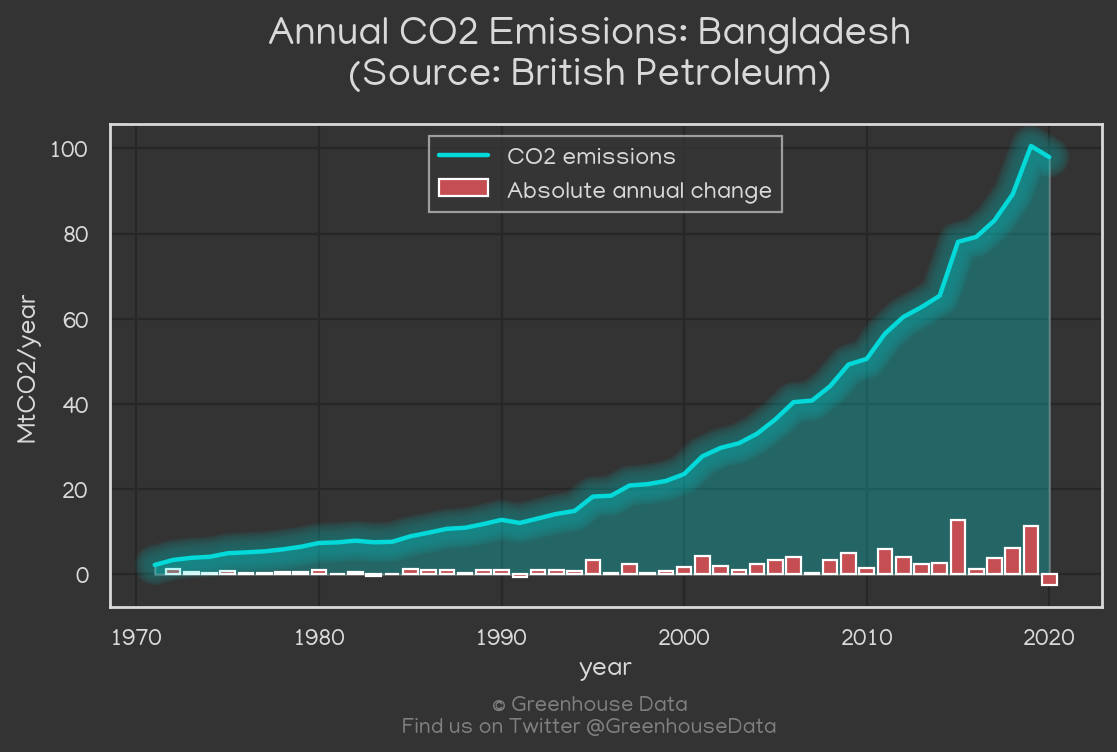 Annual CO2 Emissions: Bangladesh
(Source: British Petroleum)
CO2 emissions
Absolute annual change
100
80
60
40
20
0
MtCO2/year
1970 1980 1990 2000 2010 2020
year
© Greenhouse Data
Find us on Twitter @GreenhouseData